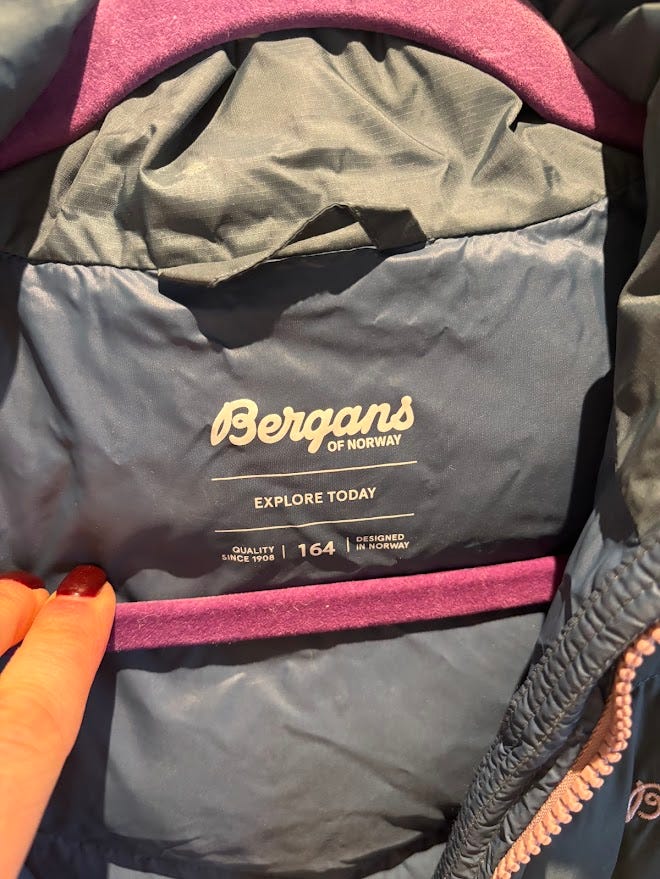 Bergans
OF NORWAY
EXPLORE TODAY
QUALITY
SINCE 1908
164
DESIGNED
IN NORWAY